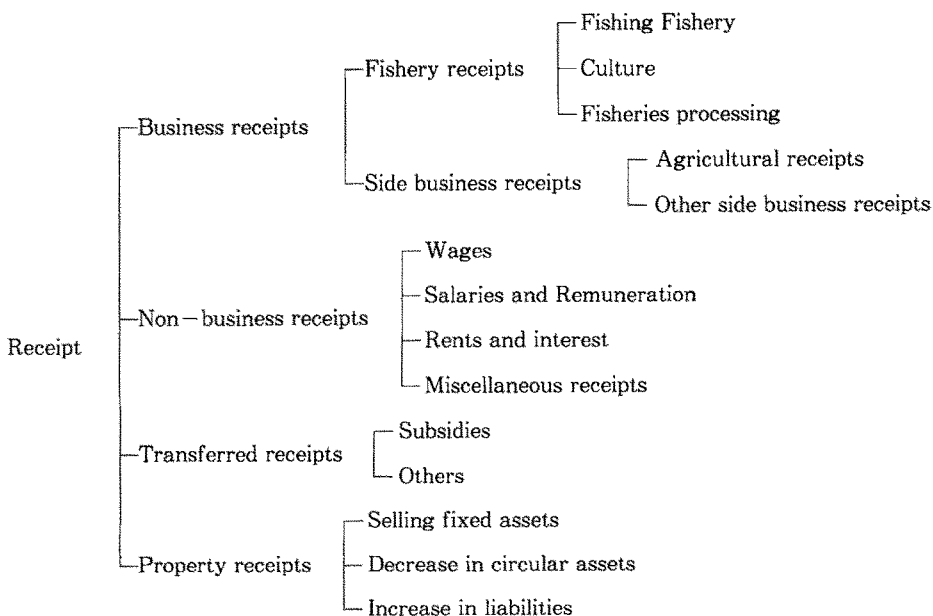 Fishing Fishery
Fishery receipts
Culture
Fisheries processing
Business receipts
Agricultural receipts
Side business receipts
Other side business receipts
Wages
Salaries and Remuneration
Non-business receipts
Rents and interest
Receipt
Miscellaneous receipts
Subsidies
Transferred receipts
Others
Selling fixed assets
Property receipts
Decrease in circular assets
Increase in liabilities